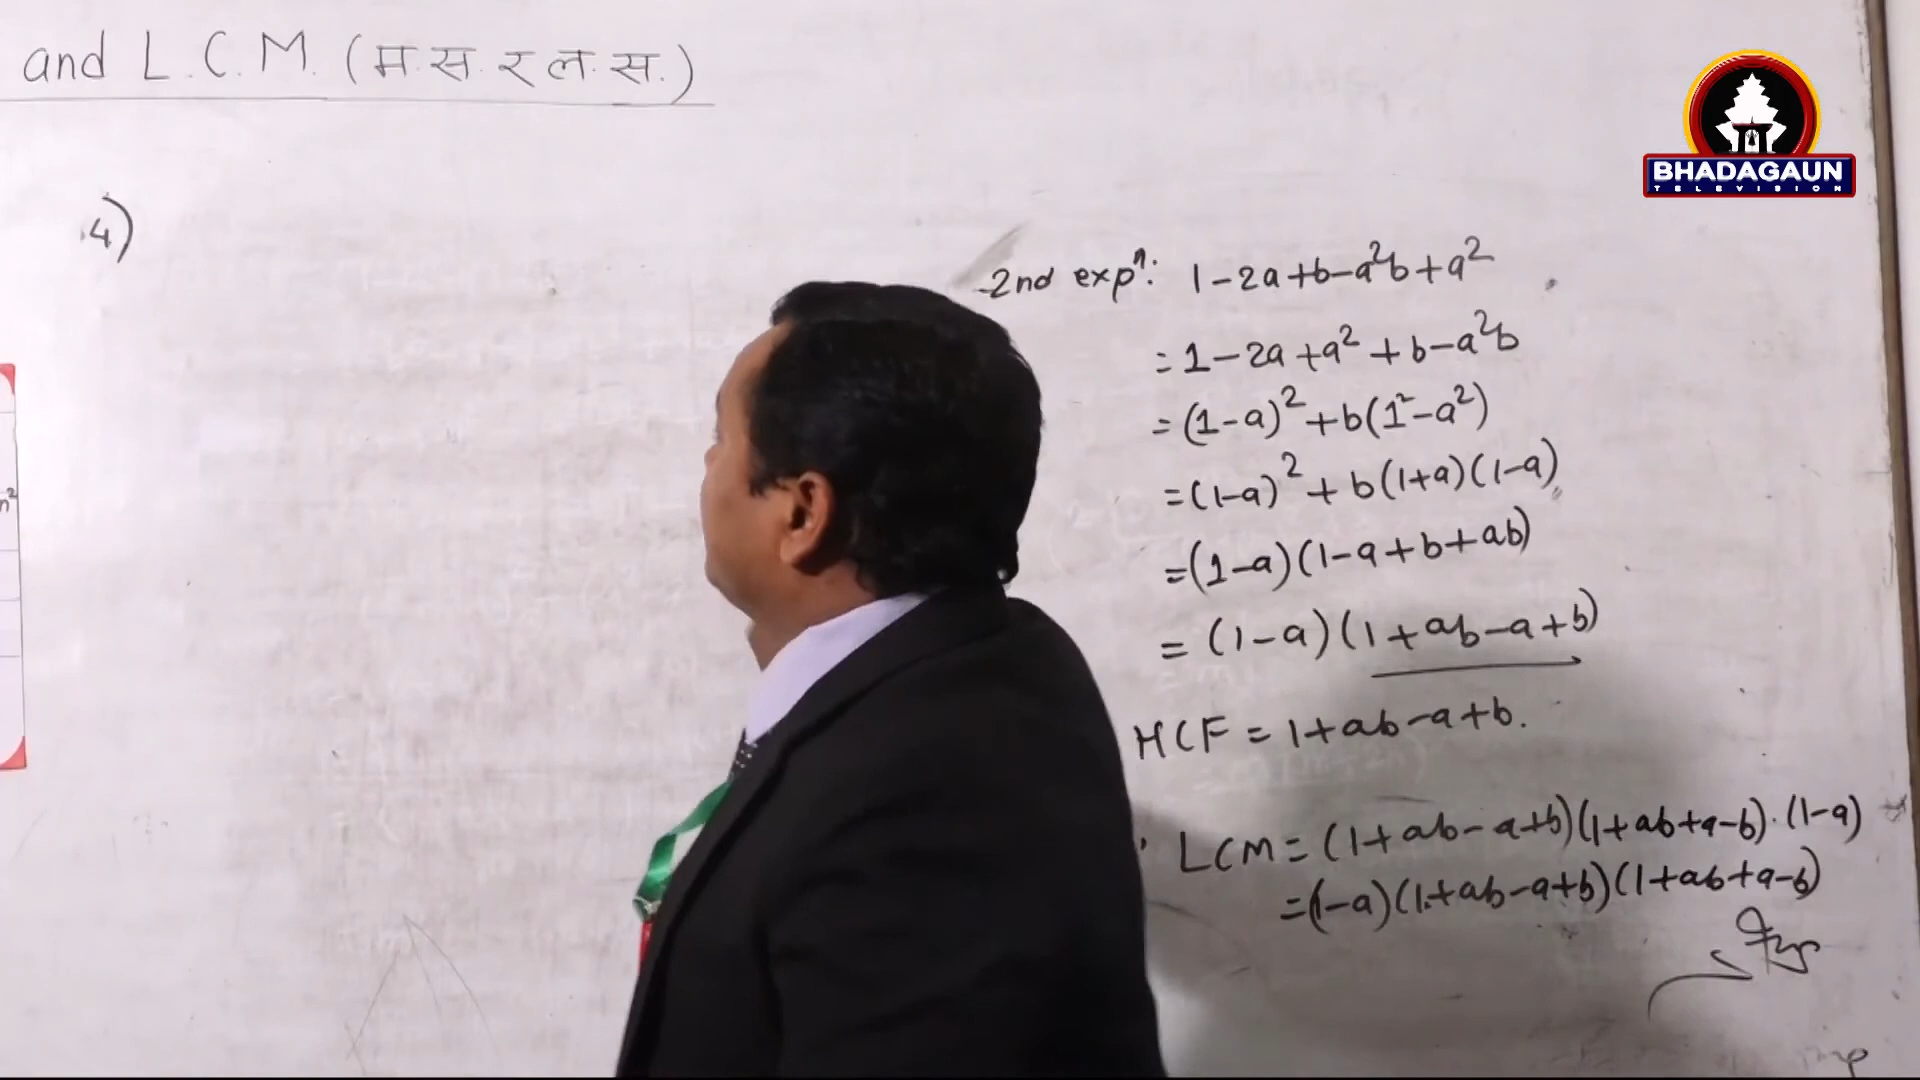 and L.C.M. (म.स. र ल.स.)
BHADAGAUN
TELEVISION
4)
2nd expⁿ: 1-2a+b-a²b+a²
= 1-2a+a²+b-a²b
= (1-a)²+b(1²-a²)
= (1-a)²+b(1+a)(1-a)
= (1-a)(1-a+b+ab)
= (1-a)(1+ab-a+b)
HCF = 1+ab-a+b.
LCM = (1+ab-a+b)(1+ab+a-b).(1-a)
= (1-a)(1+ab-a+b)(1+ab+a-b)